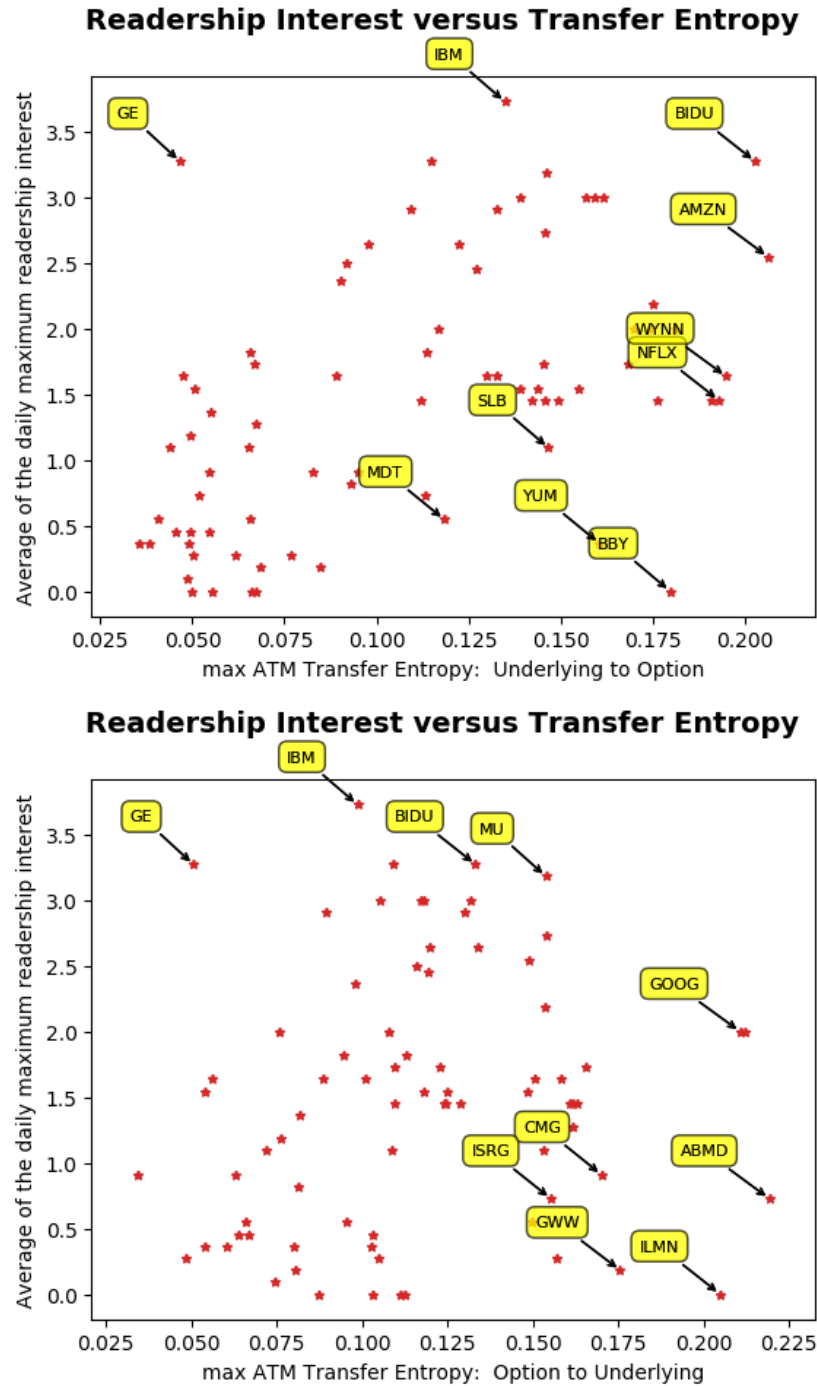 Readership Interest versus Transfer Entropy
IBM
GE
BIDU
AMZN
WYNN
NFLX
SLB
MDT
YUM
BBY
Average of the daily maximum readership interest
3.5
3.0
2.5
2.0
1.5
1.0
0.5
0.0
0.025 0.050 0.075 0.100 0.125 0.150 0.175 0.200
max ATM Transfer Entropy: Underlying to Option
Readership Interest versus Transfer Entropy
IBM
GE
BIDU
MU
GOOG
CMG
ISRG
ABMD
GWW
ILMN
Average of the daily maximum readership interest
3.5
3.0
2.5
2.0
1.5
1.0
0.5
0.0
0.025 0.050 0.075 0.100 0.125 0.150 0.175 0.200 0.225
max ATM Transfer Entropy: Option to Underlying